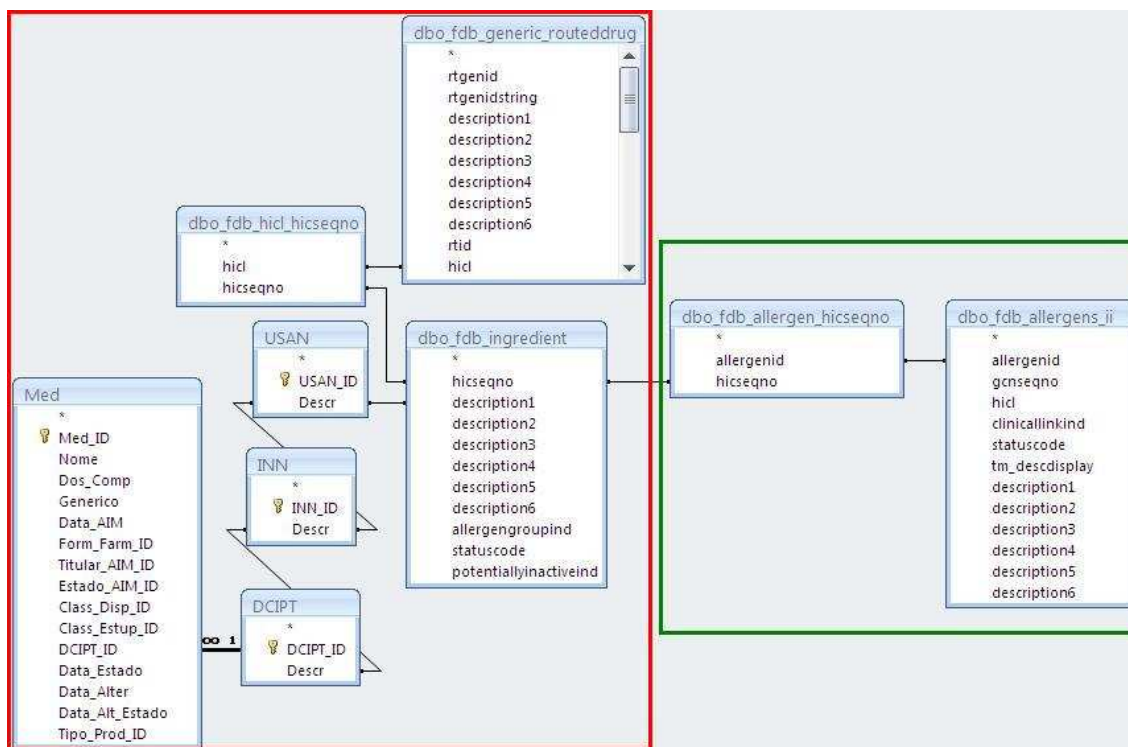 dbo_fdb_generic_routeddrug
*
rtgenid
rtgenidstring
description1
description2
description3
description4
description5
description6
rtid
hicl
dbo_fdb_hicl_hicseqno
*
hicl
hicseqno
USAN
*
USAN_ID
Descr
dbo_fdb_ingredient
*
hicseqno
description1
description2
description3
description4
description5
description6
allergengroupind
statuscode
potentiallyinactiveind
dbo_fdb_allergen_hicseqno
*
allergenid
hicseqno
dbo_fdb_allergens_ii
*
allergenid
gcnseqno
hicl
clinicallinkind
statuscode
tm_descdisplay
description1
description2
description3
description4
description5
description6
Med
*
Med_ID
Nome
Dos_Comp
Generico
Data_AIM
Form_Farm_ID
Titular_AIM_ID
Estado_AIM_ID
Class_Disp_ID
Class_Estup_ID
DCIPT_ID
Data_Estado
Data_Alter
Data_Alt_Estado
Tipo_Prod_ID
INN
*
INN_ID
Descr
∞ 1
DCIPT
*
DCIPT_ID
Descr